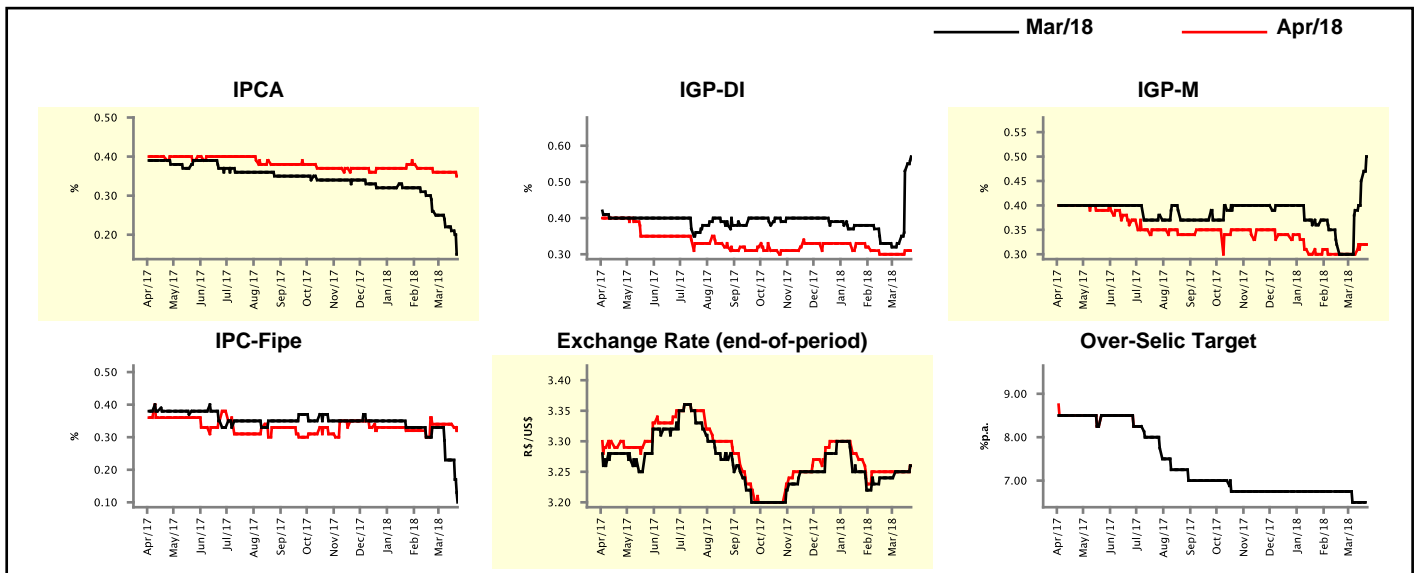 Mar/18 Apr/18
IPCA
%
0.50
0.40
0.30
0.20
Apr/17 May/17 Jun/17 Jul/17 Aug/17 Sep/17 Oct/17 Nov/17 Dec/17 Jan/18 Feb/18 Mar/18
IGP-DI
%
0.60
0.50
0.40
0.30
Apr/17 May/17 Jun/17 Jul/17 Aug/17 Sep/17 Oct/17 Nov/17 Dec/17 Jan/18 Feb/18 Mar/18
IGP-M
%
0.55
0.50
0.45
0.40
0.35
0.30
Apr/17 May/17 Jun/17 Jul/17 Aug/17 Sep/17 Oct/17 Nov/17 Dec/17 Jan/18 Feb/18 Mar/18
IPC-Fipe
%
0.50
0.40
0.30
0.20
0.10
Apr/17 May/17 Jun/17 Jul/17 Aug/17 Sep/17 Oct/17 Nov/17 Dec/17 Jan/18 Feb/18 Mar/18
Exchange Rate (end-of-period)
R$/US$
3.40
3.35
3.30
3.25
3.20
Apr/17 May/17 Jun/17 Jul/17 Aug/17 Sep/17 Oct/17 Nov/17 Dec/17 Jan/18 Feb/18 Mar/18
Over-Selic Target
%p.a.
9.00
8.00
7.00
Apr/17 May/17 Jun/17 Jul/17 Aug/17 Sep/17 Oct/17 Nov/17 Dec/17 Jan/18 Feb/18 Mar/18